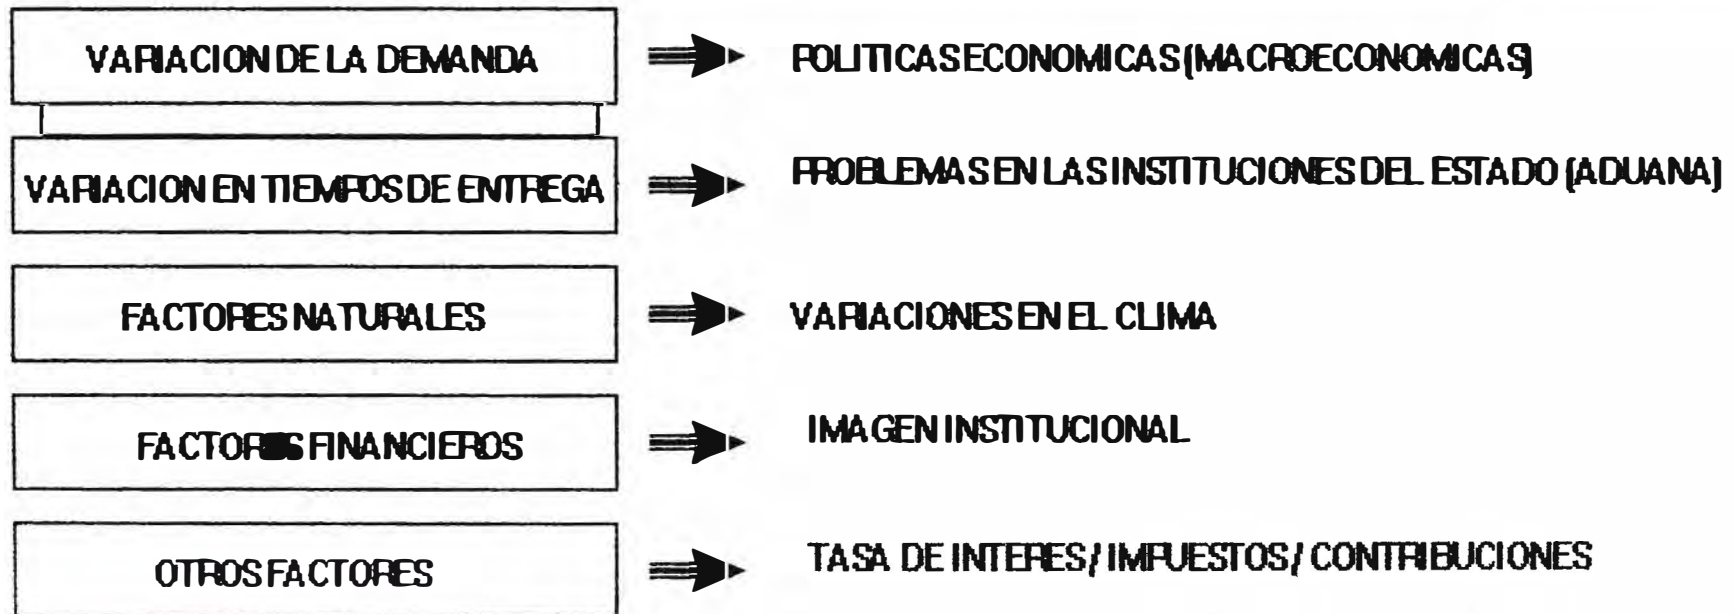 VARIACION DE LA DEMANDA
POLITICAS ECONOMICAS (MACROECONOMICAS)
VARIACION EN TIEMPOS DE ENTREGA
PROBLEMAS EN LAS INSTITUCIONES DEL ESTADO (ADUANA)
FACTORES NATURALES
VARIACIONES EN EL CLIMA
FACTORES FINANCIEROS
IMAGEN INSTITUCIONAL
OTROS FACTORES
TASA DE INTERES / IMPUESTOS / CONTRIBUCIONES